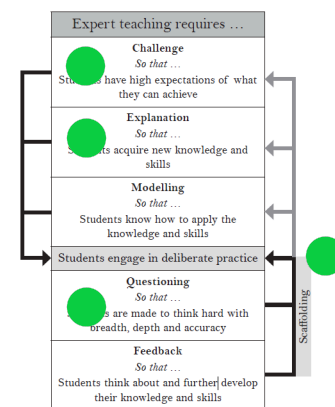 Expert teaching requires …
Challenge
So that …
have high expectations of what
they can achieve
Explanation
So that …
acquire new knowledge and
skills
Modelling
So that …
Students know how to apply the
knowledge and skills
Students engage in deliberate practice
Questioning
So that …
are made to think hard with
breadth, depth and accuracy
Feedback
So that …
Students think about and further develop
their knowledge and skills
Scaffolding